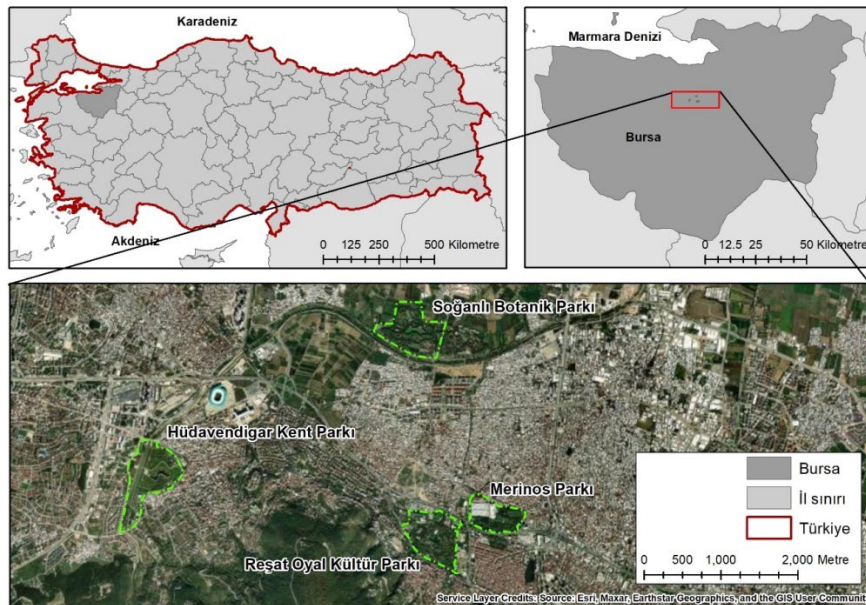 Karadeniz
Akdeniz
0 125 250 500 Kilometre
Marmara Denizi
Bursa
0 12.5 25 50 Kilometre
Soğanlı Botanik Parkı
Hüdavendigar Kent Parkı
Merinos Parkı
Reşat Oyal Kültür Parkı
Bursa
İl sınırı
Türkiye
0 500 1,000 2,000 Metre
Service Layer Credits: Source: Esri, Maxar, Earthstar Geographics, and the GIS User Communi